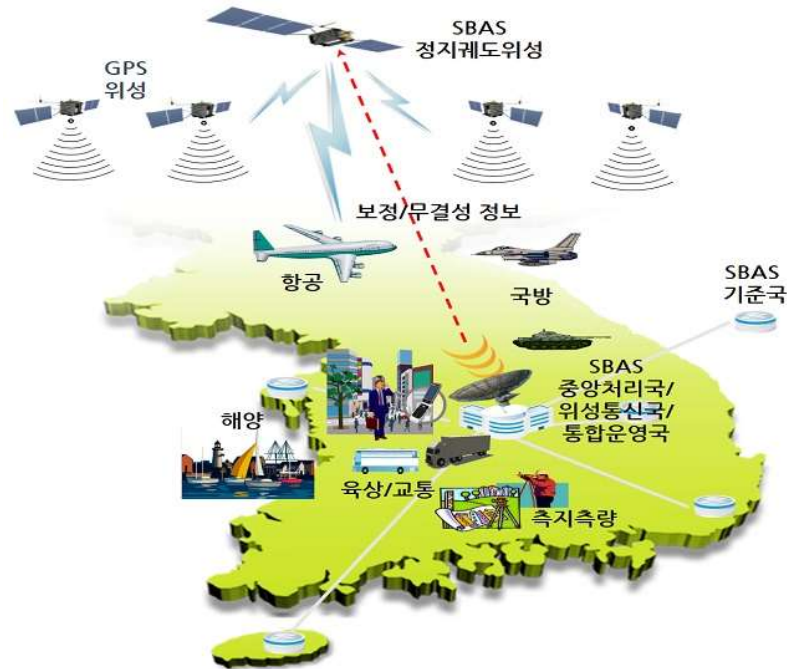 SBAS
정지궤도위성
GPS
위성
보정/무결성 정보
항공
국방
SBAS
기준국
SBAS
중앙처리국/
위성통신국/
통합운영국
해양
육상/교통
측지측량